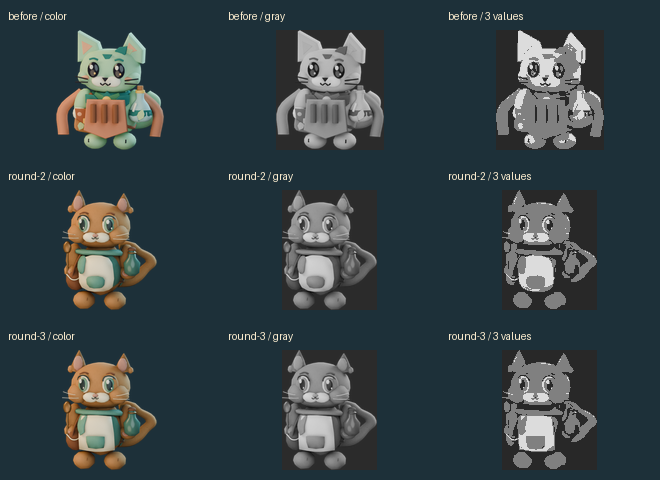 before / color
before / gray
before / 3 values
round-2 / color
round-2 / gray
round-2 / 3 values
round-3 / color
round-3 / gray
round-3 / 3 values